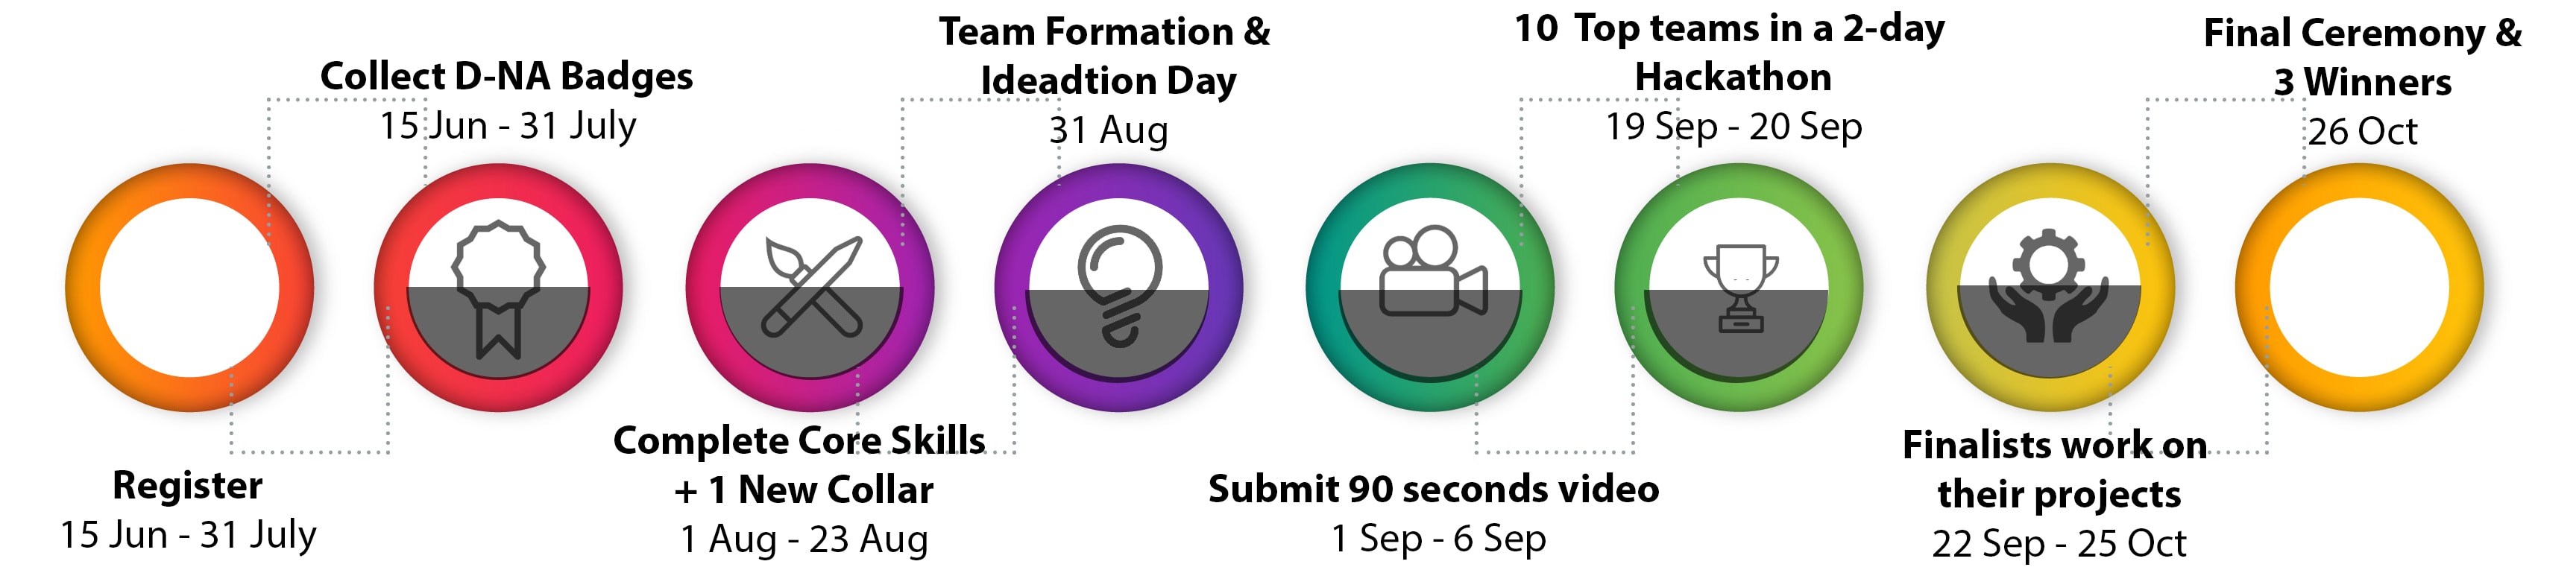 Register
15 Jun - 31 July
Collect D-NA Badges
15 Jun - 31 July
Complete Core Skills
+ 1 New Collar
1 Aug - 23 Aug
Team Formation &
Ideadtion Day
31 Aug
Submit 90 seconds video
1 Sep - 6 Sep
10 Top teams in a 2-day
Hackathon
19 Sep - 20 Sep
Finalists work on
their projects
22 Sep - 25 Oct
Final Ceremony &
3 Winners
26 Oct